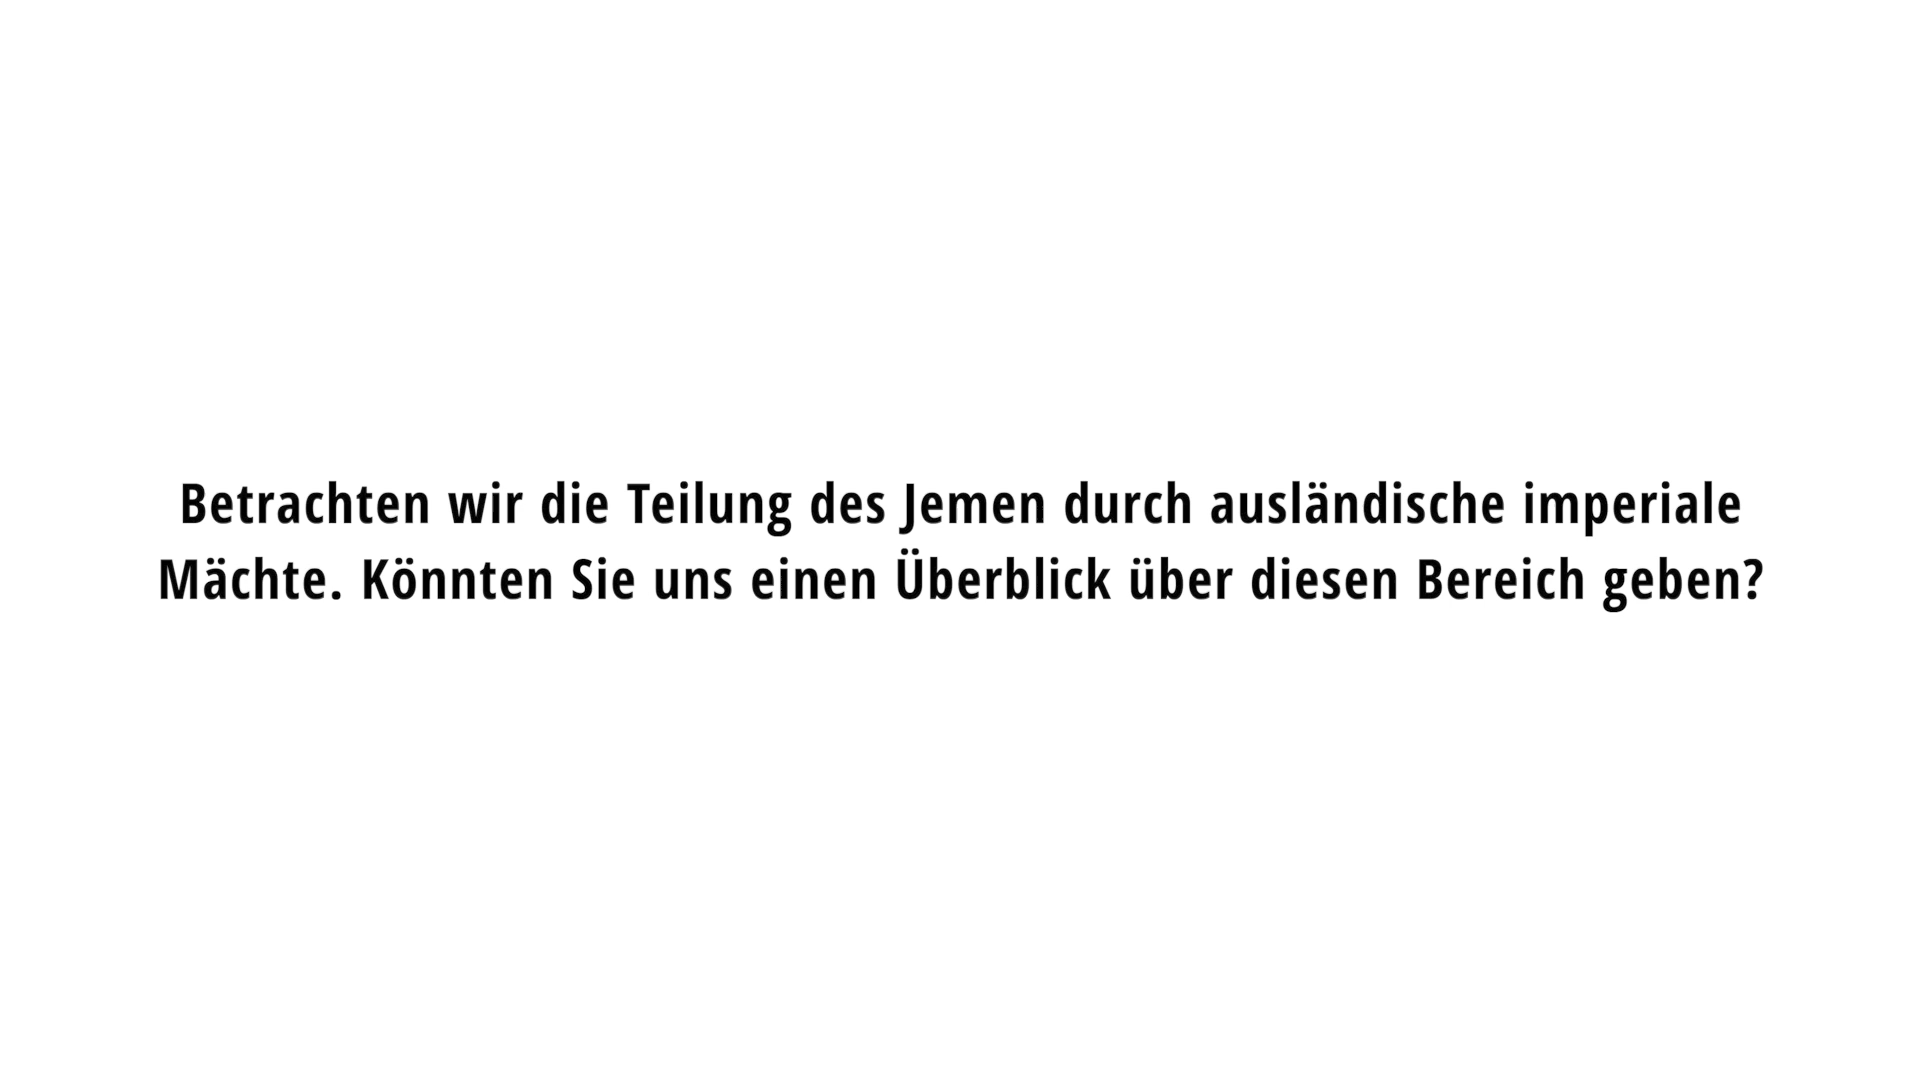 Betrachten wir die Teilung des Jemen durch ausländische imperiale
Mächte. Könnten Sie uns einen Überblick über diesen Bereich geben?